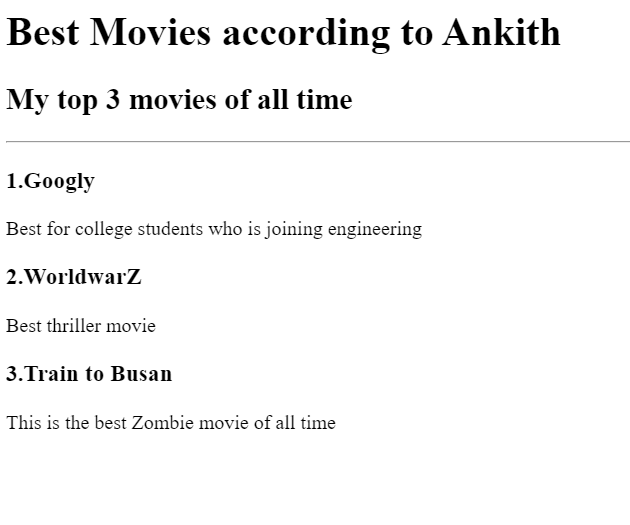 Best Movies according to Ankith
My top 3 movies of all time
1.Googly
Best for college students who is joining engineering
2.WorldwarZ
Best thriller movie
3.Train to Busan
This is the best Zombie movie of all time